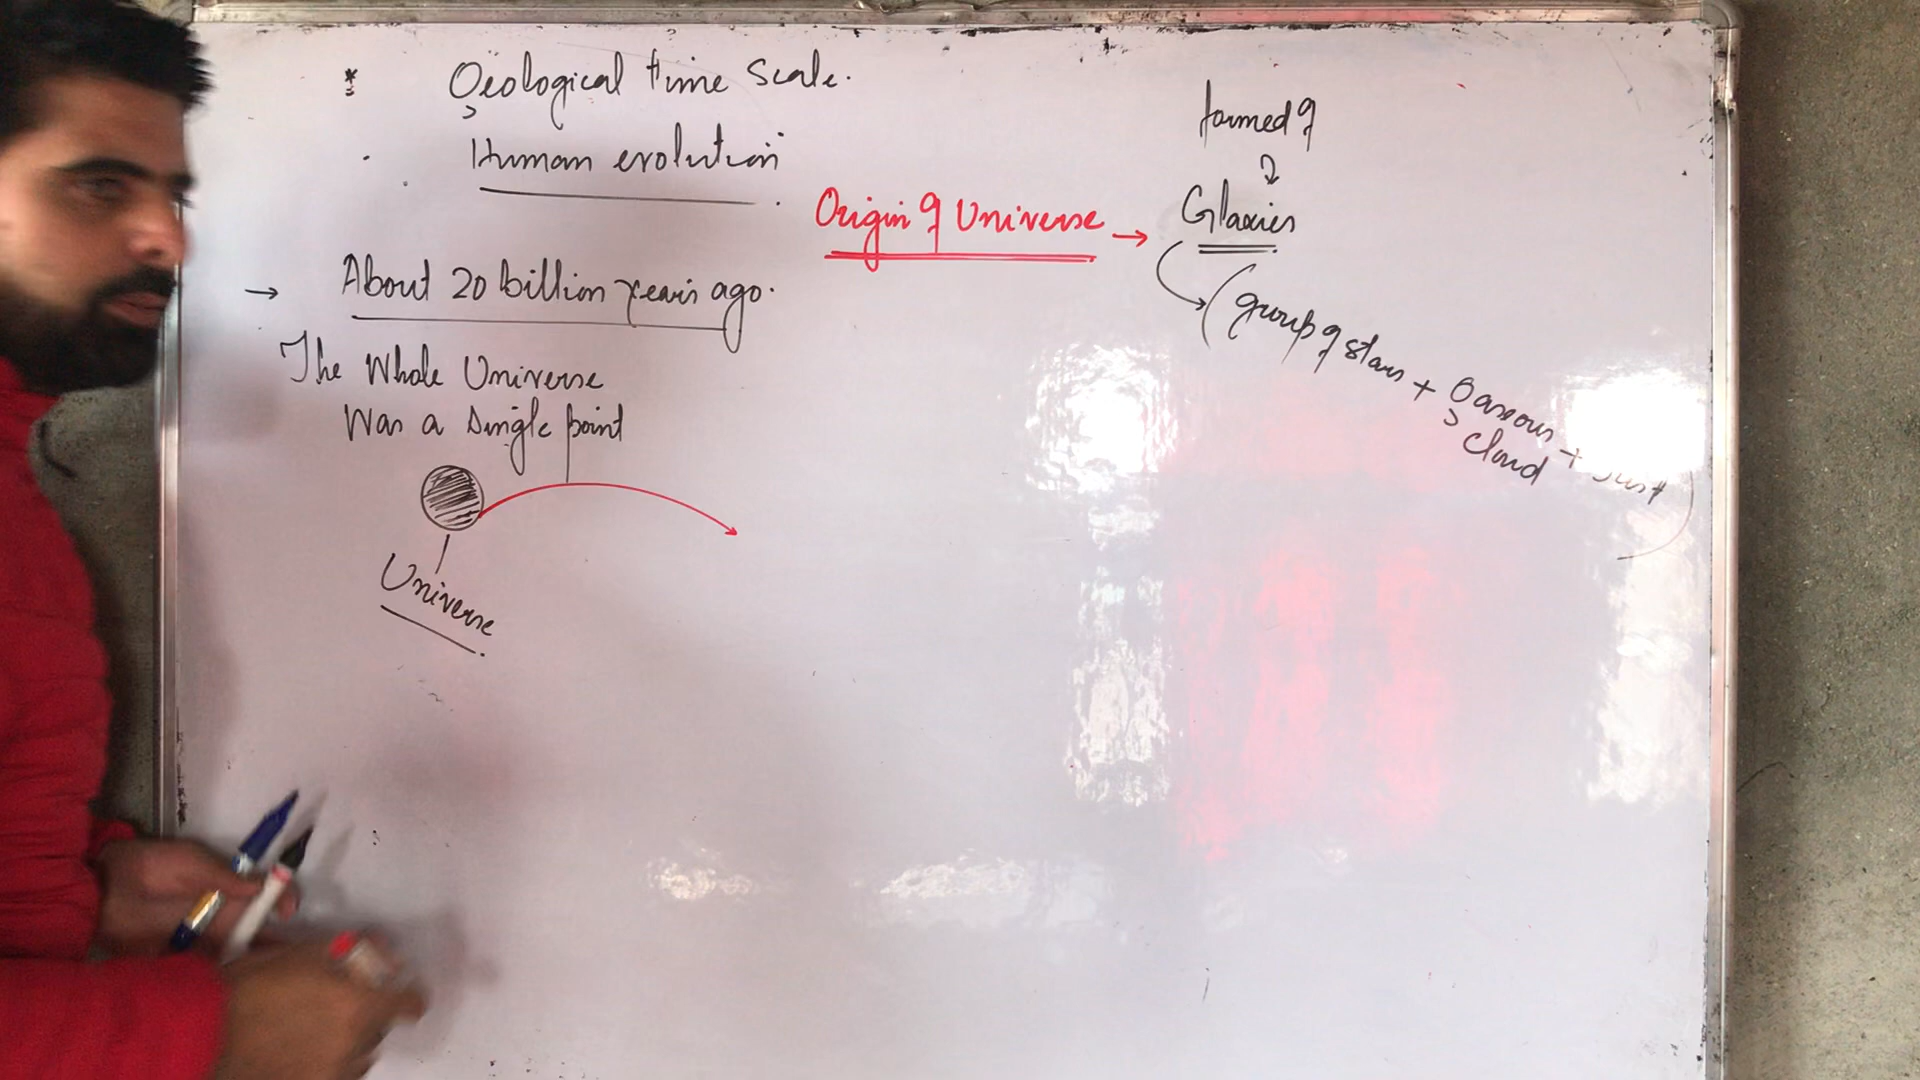 Geological time Scale.
Human evolution
Origin of Universe →
formed of
Glaxies
(group of stars + Gaseous cloud + Dust)
→ About 20 billion years ago.
The Whole Universe
Was a single point
Universe